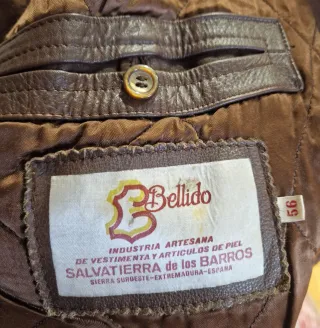 Bellido
INDUSTRIA ARTESANA
DE VESTIMENTA Y ARTICULOS DE PIEL
SALVATIERRA de los BARROS
SIERRA SUROESTE-EXTREMADURA-ESPAÑA
56